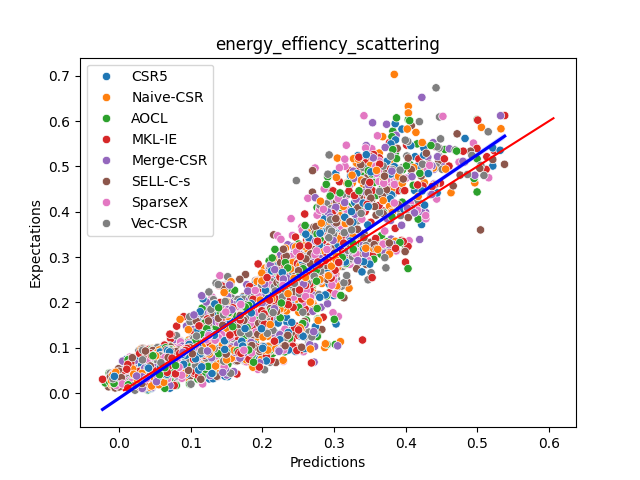 energy_effiency_scattering
0.7
0.6
0.5
0.4
0.3
0.2
0.1
0.0
Expectations
CSR5
Naive-CSR
AOCL
MKL-IE
Merge-CSR
SELL-C-s
SparseX
Vec-CSR
0.0 0.1 0.2 0.3 0.4 0.5 0.6
Predictions